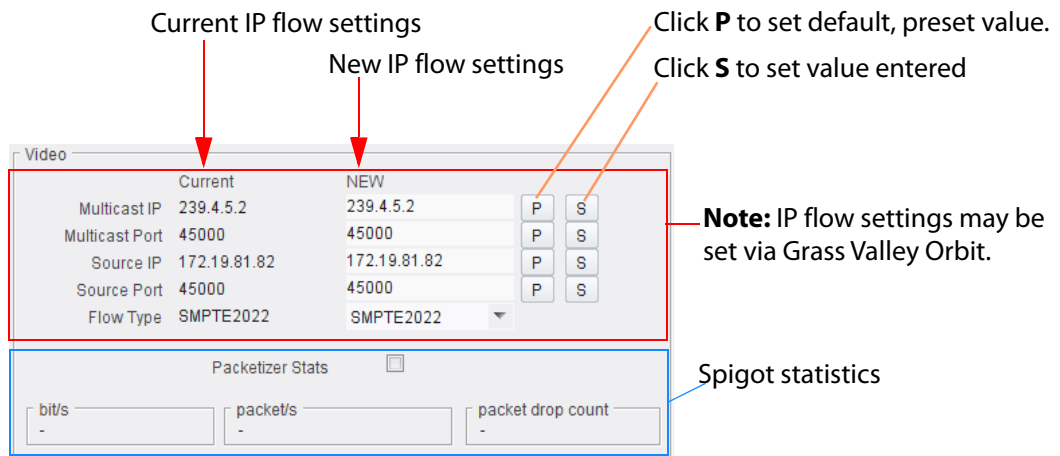 Current IP flow settings
Click P to set default, preset value.
New IP flow settings
Click S to set value entered
Video
Current NEW
Multicast IP 239.4.5.2 239.4.5.2 P S
Multicast Port 45000 45000 P S
Source IP 172.19.81.82 172.19.81.82 P S
Source Port 45000 45000 P S
Flow Type SMPTE2022 SMPTE2022
Note: IP flow settings may be
set via Grass Valley Orbit.
Packetizer Stats
Spigot statistics
bit/s packet/s packet drop count
- - -